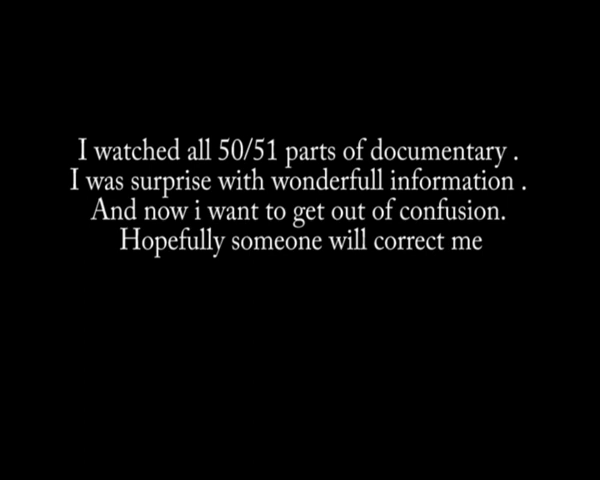 I watched all 50/51 parts of documentary .
I was surprise with wonderfull information .
And now i want to get out of confusion.
Hopefully someone will correct me